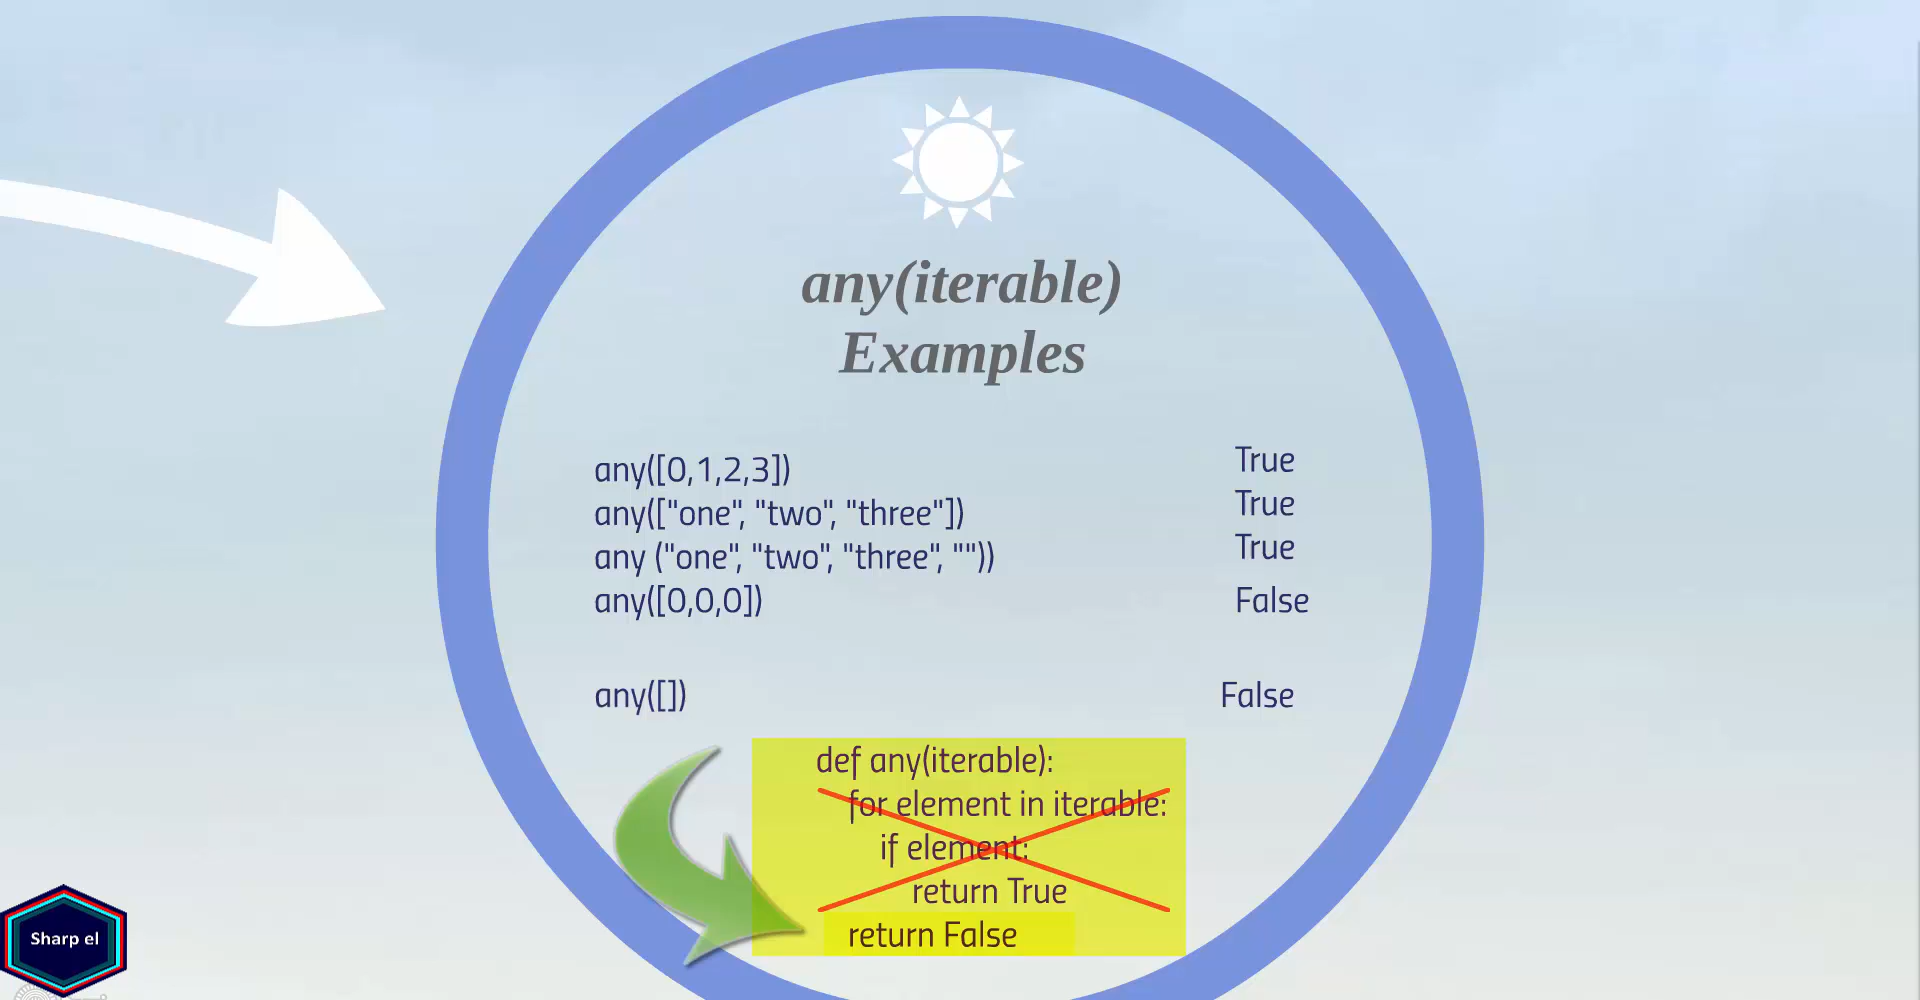 any(iterable)
Examples
any([0,1,2,3]) True
any(["one", "two", "three"]) True
any ("one", "two", "three", "")) True
any([0,0,0]) False
any([]) False
def any(iterable):
for element in iterable:
if element:
return True
return False
Sharp el